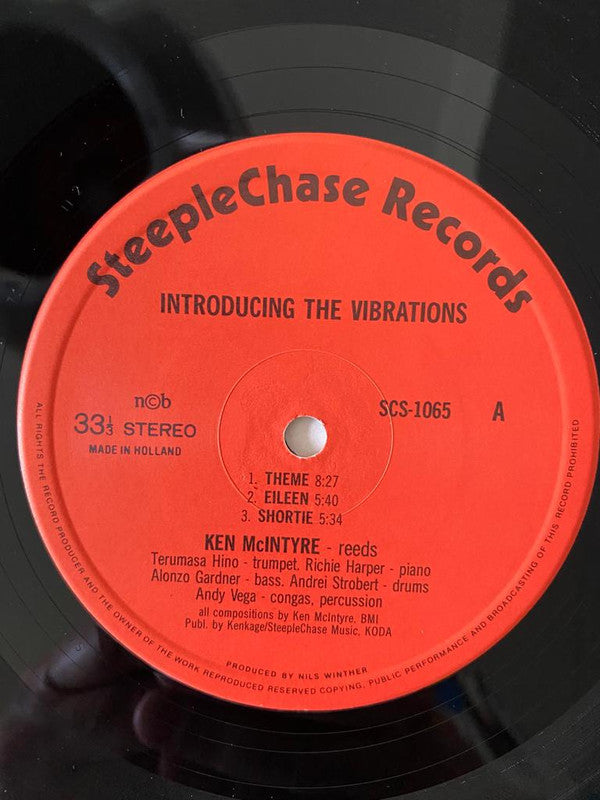 SteepleChase Records
INTRODUCING THE VIBRATIONS
n©b
33⅓ STEREO
MADE IN HOLLAND
SCS-1065 A
1. THEME 8:27
2. EILEEN 5:40
3. SHORTIE 5:34
KEN McINTYRE - reeds
Terumasa Hino - trumpet. Richie Harper - piano
Alonzo Gardner - bass. Andrei Strobert - drums
Andy Vega - congas, percussion
all compositions by Ken McIntyre, BMI
Publ. by Kenkage/SteepleChase Music, KODA
PRODUCED BY NILS WINTHER
ALL RIGHTS THE RECORD PRODUCER AND THE OWNER OF THE WORK REPRODUCED RESERVED COPYING, PUBLIC PERFORMANCE AND BROADCASTING OF THIS RECORD PROHIBITED